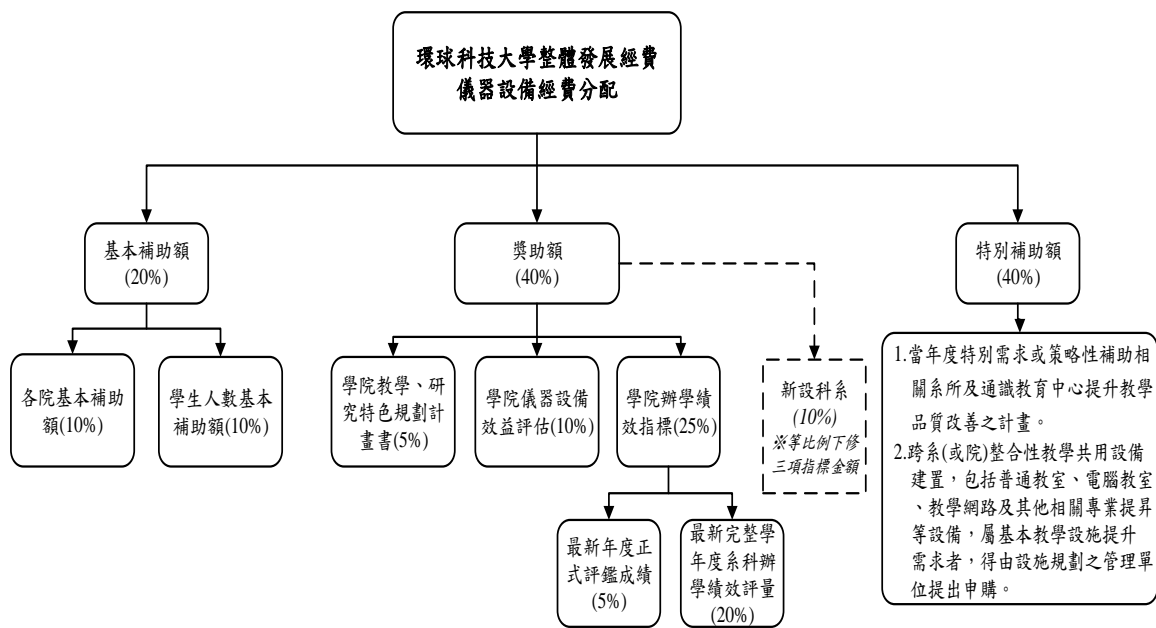 環球科技大學整體發展經費
儀器設備經費分配
基本補助額
(20%)
獎助額
(40%)
特別補助額
(40%)
各院基本補助
額(10%)
學生人數基本
補助額(10%)
學院教學、研
究特色規劃計
畫書(5%)
學院儀器設備
效益評估(10%)
學院辦學績
效指標(25%)
新設科系
(10%)
※等比例下修
三項指標金額
1.當年度特別需求或策略性補助相
關系所及通識教育中心提升教學
品質改善之計畫。
2.跨系(或院)整合性教學共用設備
建置，包括普通教室、電腦教室
、教學網路及其他相關專業提昇
等設備，屬基本教學設施提升
需求者，得由設施規劃之管理單
位提出申購。
最新年度正
式評鑑成績
(5%)
最新完整學
年度系科辦
學績效評量
(20%)